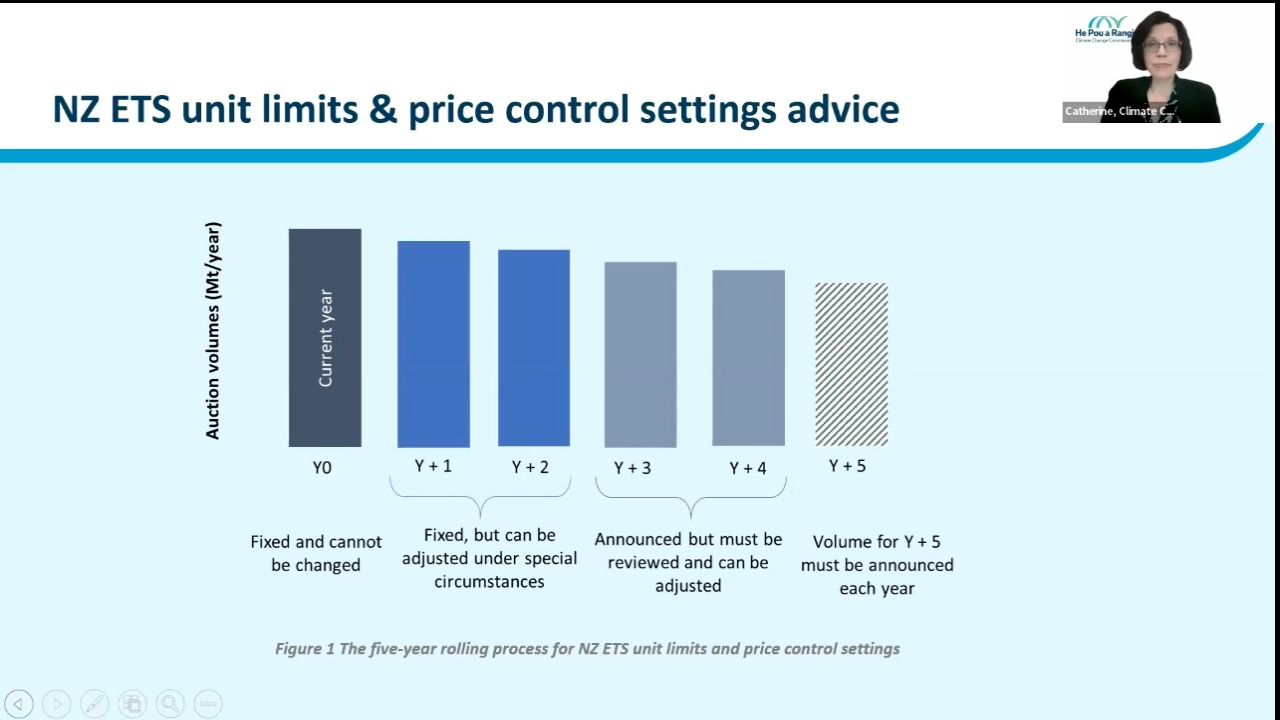 He Pou a Rangi
NZ ETS unit limits & price control settings advice
Catherine, Climate C...
Auction volumes (Mt/year)
Current year
Y0
Y + 1
Y + 2
Y + 3
Y + 4
Y + 5
Fixed and cannot
be changed
Fixed, but can be
adjusted under special
circumstances
Announced but must be
reviewed and can be
adjusted
Volume for Y + 5
must be announced
each year
Figure 1 The five-year rolling process for NZ ETS unit limits and price control settings